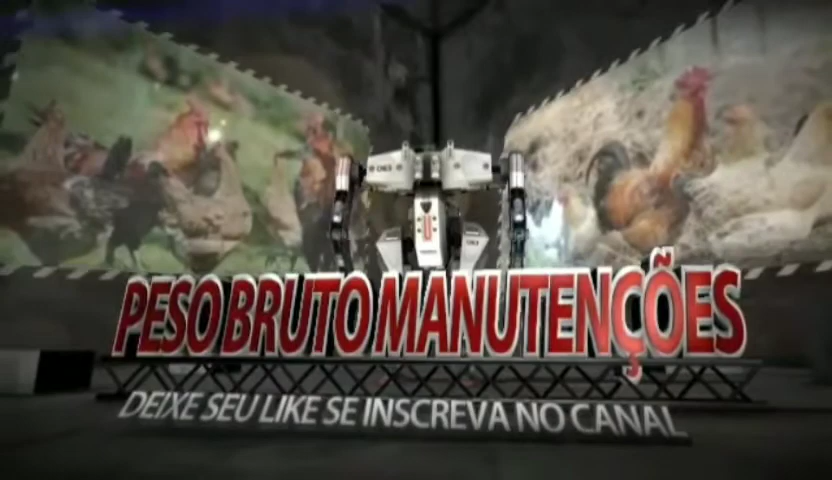 PESO BRUTO MANUTENÇÕES
DEIXE SEU LIKE SE INSCREVA NO CANAL